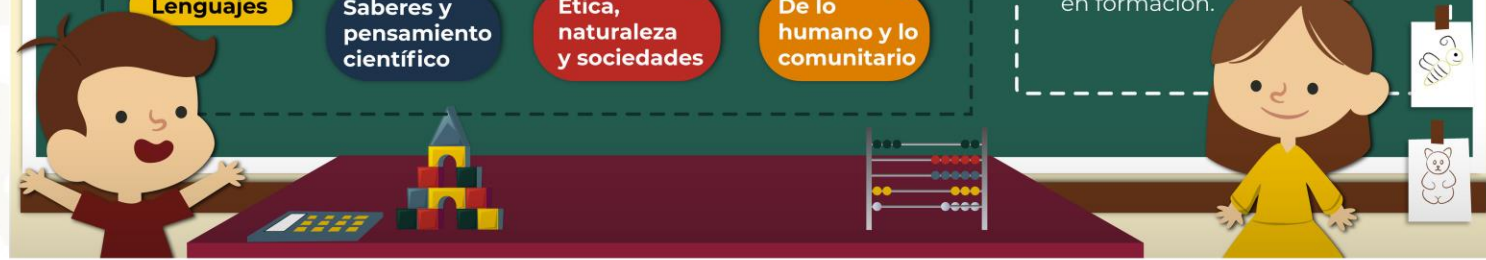 Lenguajes
Saberes y
pensamiento
científico
Ética,
naturaleza
y sociedades
De lo
humano y lo
comunitario
en formación.